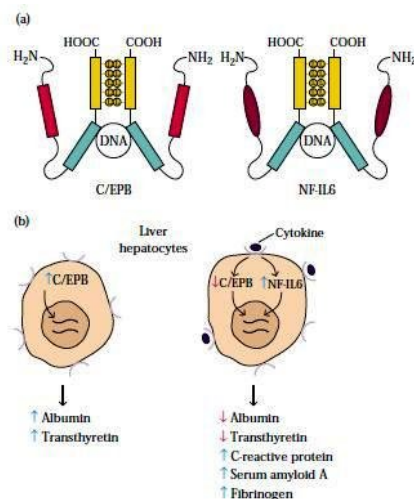 (a)
HOOC COOH HOOC COOH
H₂N NH₂ H₂N NH₂
DNA DNA
C/EPB NF-IL6
(b)
Liver
hepatocytes
Cytokine
↑C/EPB ↓C/EPB ↑NF-IL6
↑ Albumin ↓ Albumin
↑ Transthyretin ↓ Transthyretin
↑ C-reactive protein
↑ Serum amyloid A
↑ Fibrinogen